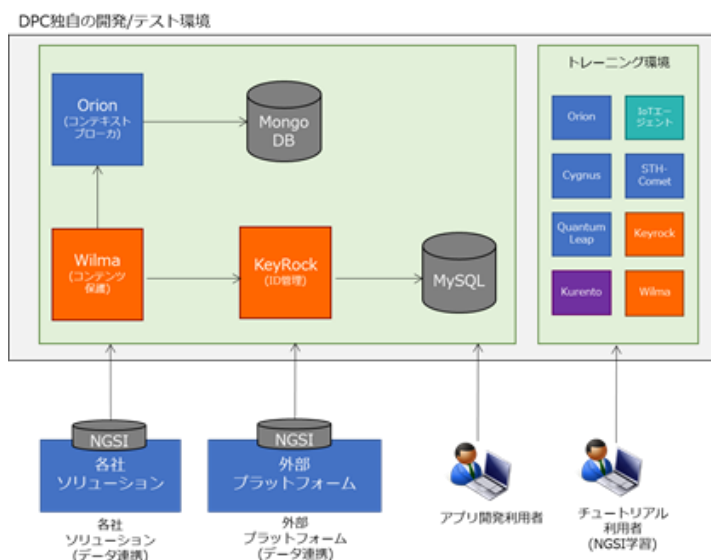 DPC独自の開発/テスト環境
Orion
(コンテキスト
ブローカ)
Mongo
DB
Wilma
(コンテンツ
保護)
KeyRock
(ID管理)
MySQL
トレーニング環境
Orion
IoTエー
ジェント
Cygnus
STH-
Comet
Quantum
Leap
Keyrock
Kurento
Wilma
NGSI
各社
ソリューション
NGSI
外部
プラットフォーム
各社
ソリューション
(データ連携)
外部
プラットフォーム
(データ連携)
アプリ開発利用者
チュートリアル
利用者
(NGSI学習)